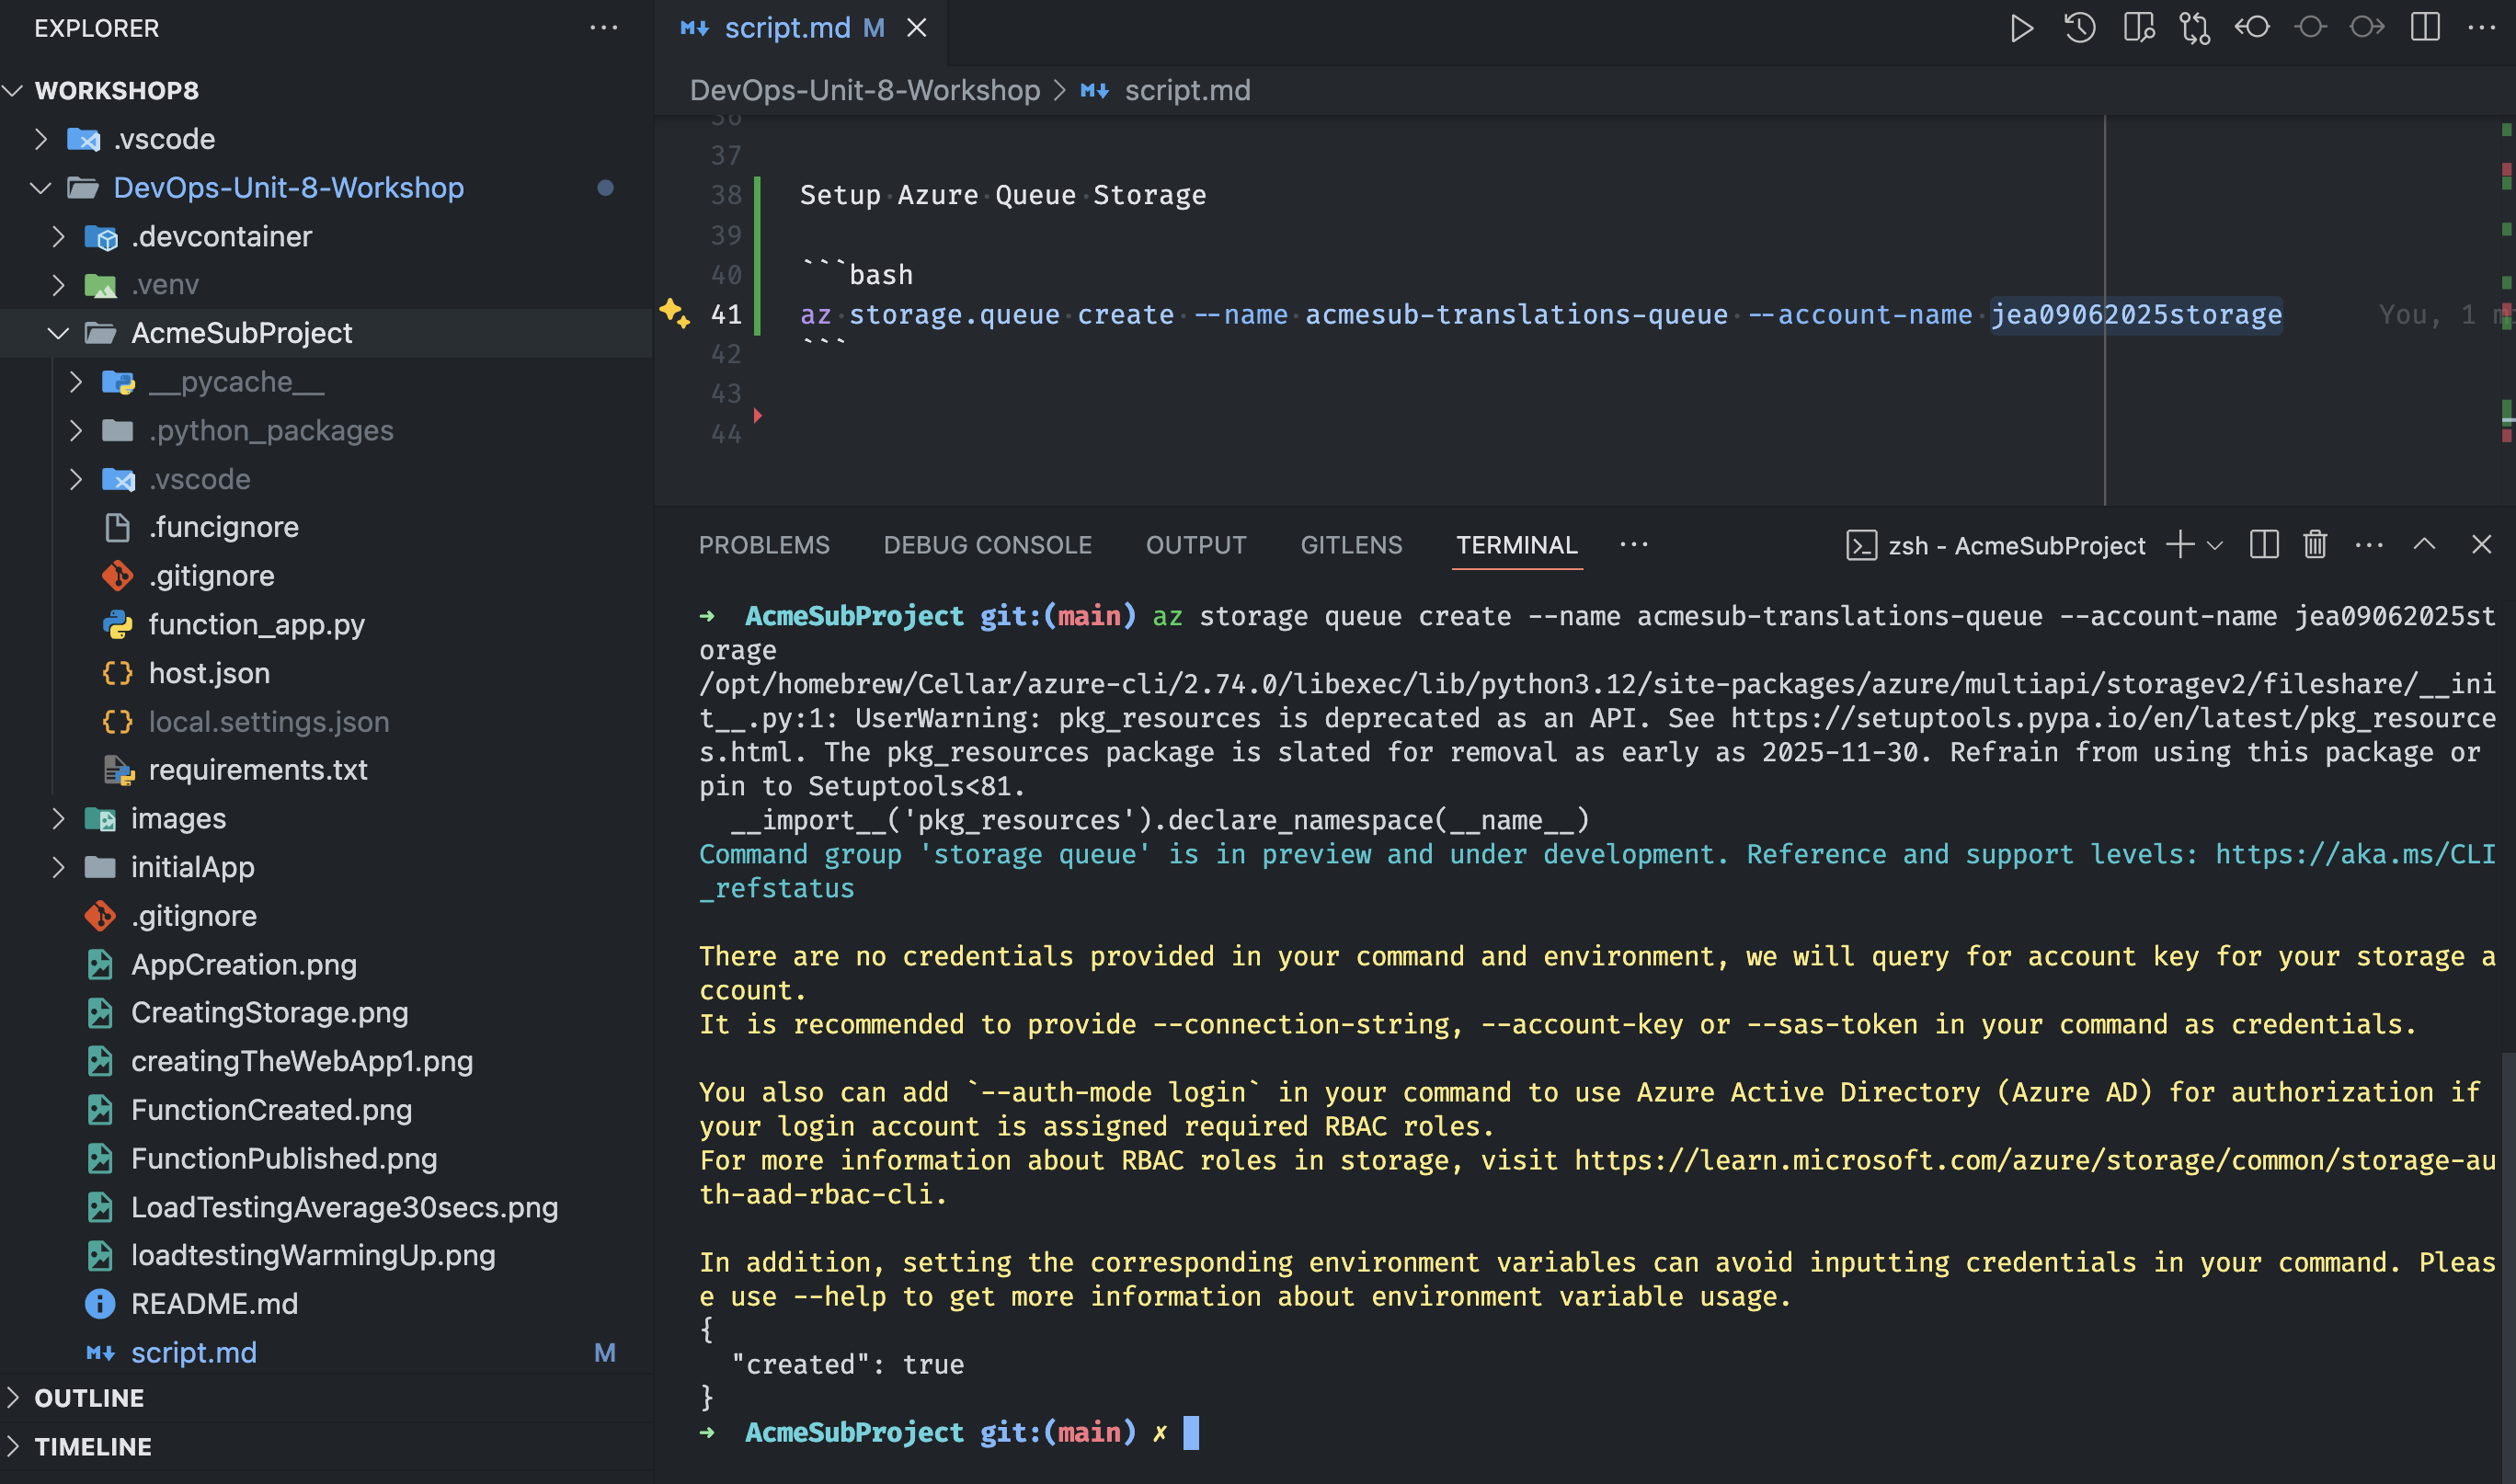 EXPLORER
WORKSHOP8
.vscode
DevOps-Unit-8-Workshop
.devcontainer
.venv
AcmeSubProject
__pycache__
.python_packages
.vscode
.funcignore
.gitignore
function_app.py
host.json
local.settings.json
requirements.txt
images
initialApp
.gitignore
AppCreation.png
CreatingStorage.png
creatingTheWebApp1.png
FunctionCreated.png
FunctionPublished.png
LoadTestingAverage30secs.png
loadtestingWarmingUp.png
README.md
script.md M
OUTLINE
TIMELINE
script.md M
DevOps-Unit-8-Workshop > script.md
36
37
38 Setup Azure Queue Storage
39
40 ```bash
41 az storage.queue create --name acmesub-translations-queue --account-name jea09062025storage You, 1
42 ```
43
44
PROBLEMS DEBUG CONSOLE OUTPUT GITLENS TERMINAL ··· zsh - AcmeSubProject
→ AcmeSubProject git:(main) az storage queue create --name acmesub-translations-queue --account-name jea09062025st
orage
/opt/homebrew/Cellar/azure-cli/2.74.0/libexec/lib/python3.12/site-packages/azure/multiapi/storagev2/fileshare/__ini
t__.py:1: UserWarning: pkg_resources is deprecated as an API. See https://setuptools.pypa.io/en/latest/pkg_resource
s.html. The pkg_resources package is slated for removal as early as 2025-11-30. Refrain from using this package or
pin to Setuptools<81.
__import__('pkg_resources').declare_namespace(__name__)
Command group 'storage queue' is in preview and under development. Reference and support levels: https://aka.ms/CLI
_refstatus
There are no credentials provided in your command and environment, we will query for account key for your storage a
ccount.
It is recommended to provide --connection-string, --account-key or --sas-token in your command as credentials.
You also can add `--auth-mode login` in your command to use Azure Active Directory (Azure AD) for authorization if
your login account is assigned required RBAC roles.
For more information about RBAC roles in storage, visit https://learn.microsoft.com/azure/storage/common/storage-au
th-aad-rbac-cli.
In addition, setting the corresponding environment variables can avoid inputting credentials in your command. Pleas
e use --help to get more information about environment variable usage.
{
"created": true
}
→ AcmeSubProject git:(main) ✗